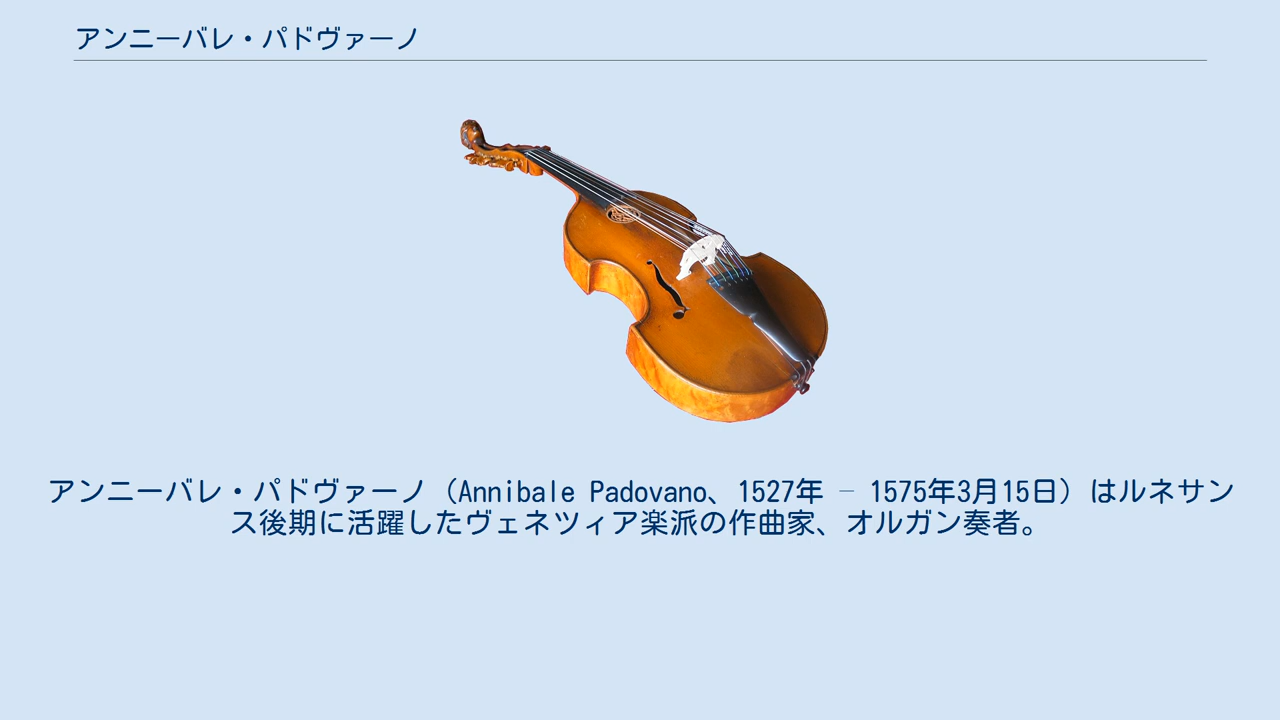 アンニーバレ・パドヴァーノ
アンニーバレ・パドヴァーノ（Annibale Padovano、1527年 – 1575年3月15日）はルネサン
ス後期に活躍したヴェネツィア楽派の作曲家、オルガン奏者。